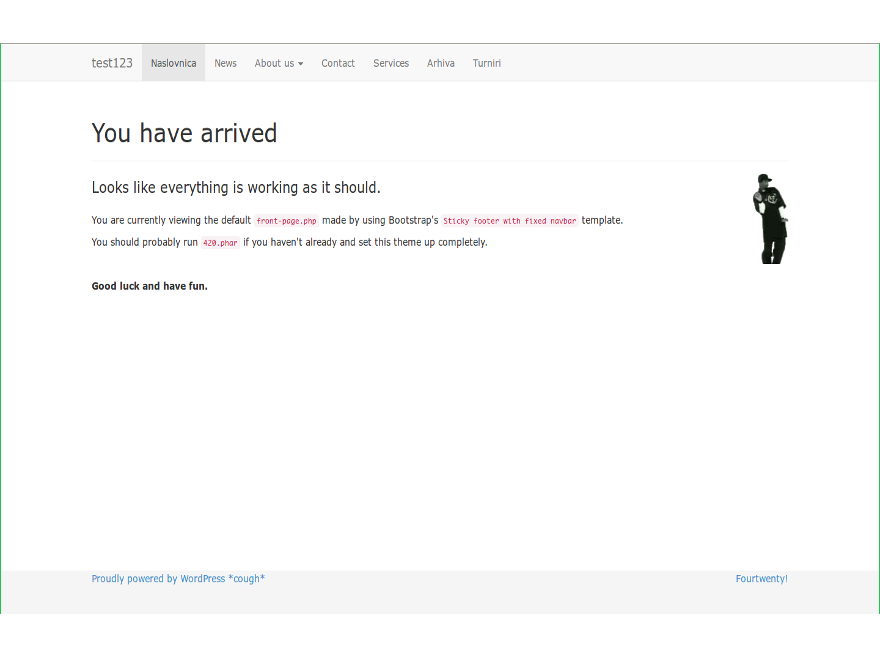 test123 Naslovnica News About us Contact Services Arhiva Turniri
You have arrived
Looks like everything is working as it should.
You are currently viewing the default front-page.php made by using Bootstrap's Sticky footer with fixed navbar template.
You should probably run 420.phar if you haven't already and set this theme up completely.
Good luck and have fun.
Proudly powered by WordPress *cough* Fourtwenty!